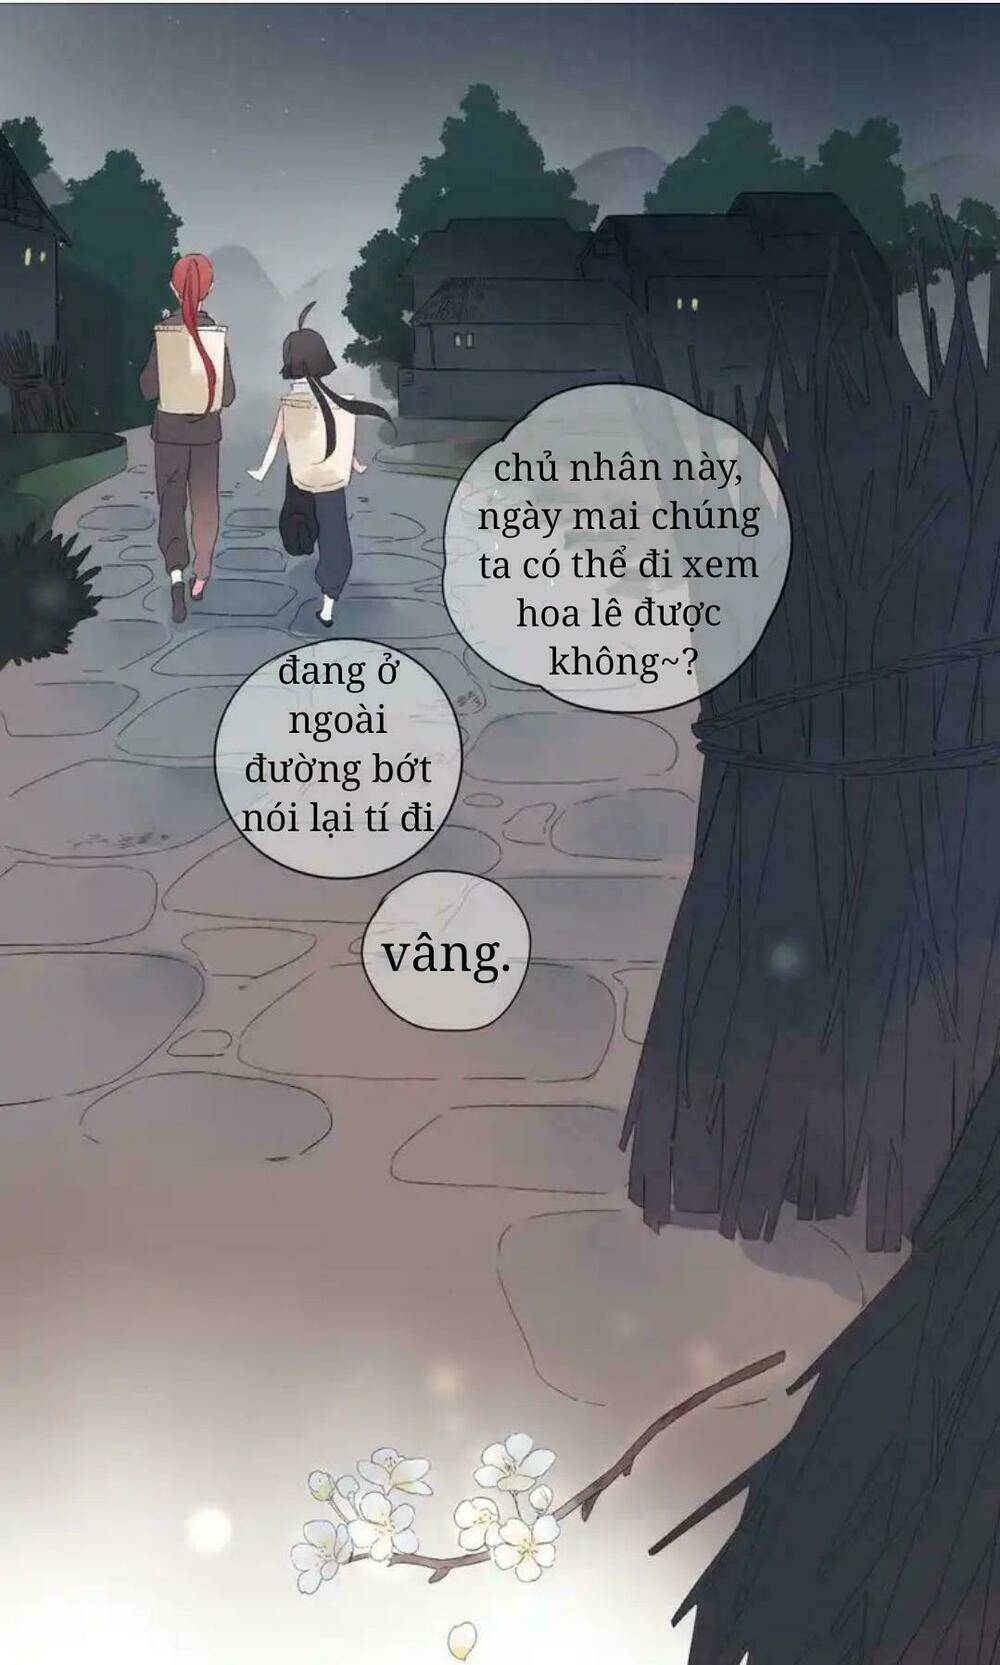 chủ nhân này,
ngày mai chúng
ta có thể đi xem
hoa lê được
không~?
đang ở
ngoài
đường bớt
nói lại tí đi
vâng.